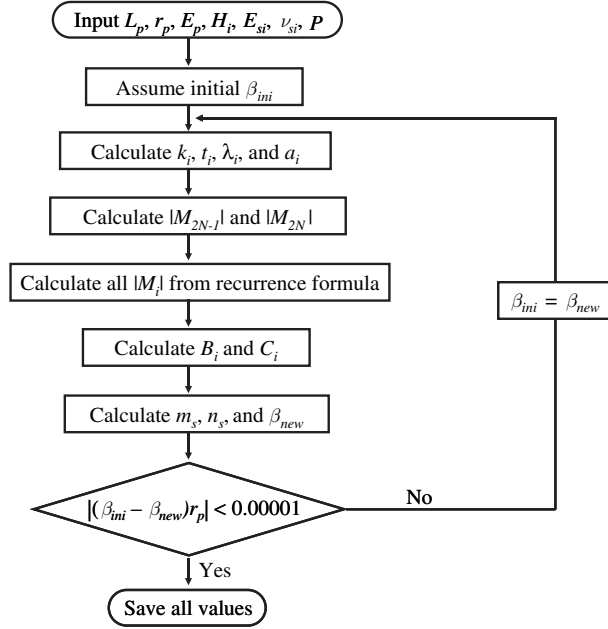 Input L_p, r_p, E_p, H_i, E_si, ν_si, P
Assume initial β_ini
Calculate k_i, t_i, λ_i, and a_i
Calculate |M_2N-1| and |M_2N|
Calculate all |M_i| from recurrence formula
β_ini = β_new
Calculate B_i and C_i
Calculate m_s, n_s, and β_new
|(β_ini – β_new)r_p| < 0.00001
No
Yes
Save all values